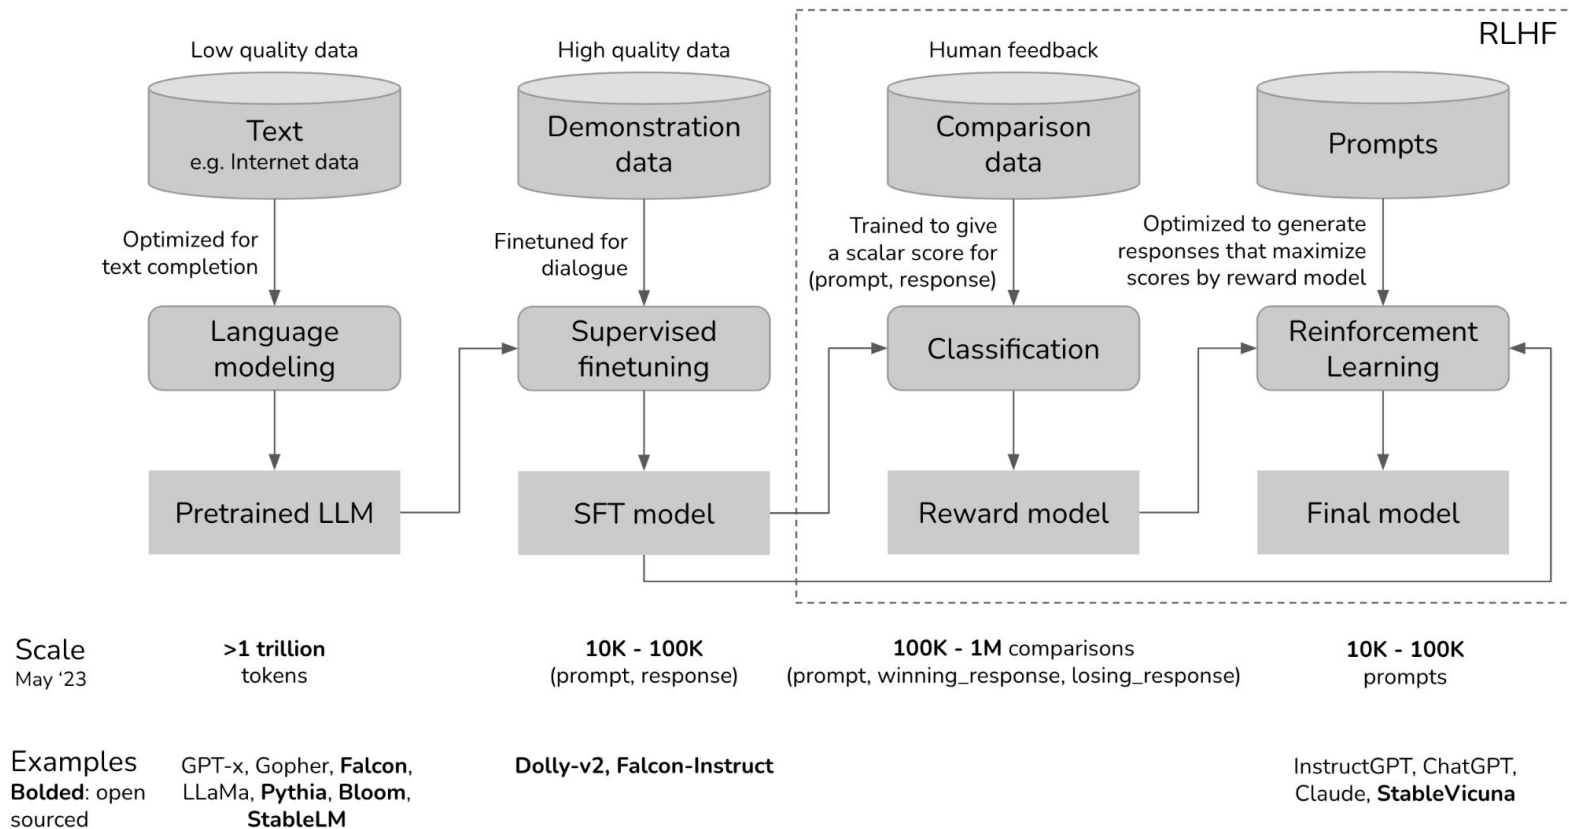 RLHF
Low quality data
High quality data
Human feedback
Text
e.g. Internet data
Demonstration
data
Comparison
data
Prompts
Optimized for
text completion
Finetuned for
dialogue
Trained to give
a scalar score for
(prompt, response)
Optimized to generate
responses that maximize
scores by reward model
Language
modeling
Supervised
finetuning
Classification
Reinforcement
Learning
Pretrained LLM
SFT model
Reward model
Final model
Scale
May ‘23
>1 trillion
tokens
10K - 100K
(prompt, response)
100K - 1M comparisons
(prompt, winning_response, losing_response)
10K - 100K
prompts
Examples
Bolded: open
sourced
GPT-x, Gopher, Falcon,
LLaMa, Pythia, Bloom,
StableLM
Dolly-v2, Falcon-Instruct
InstructGPT, ChatGPT,
Claude, StableVicuna